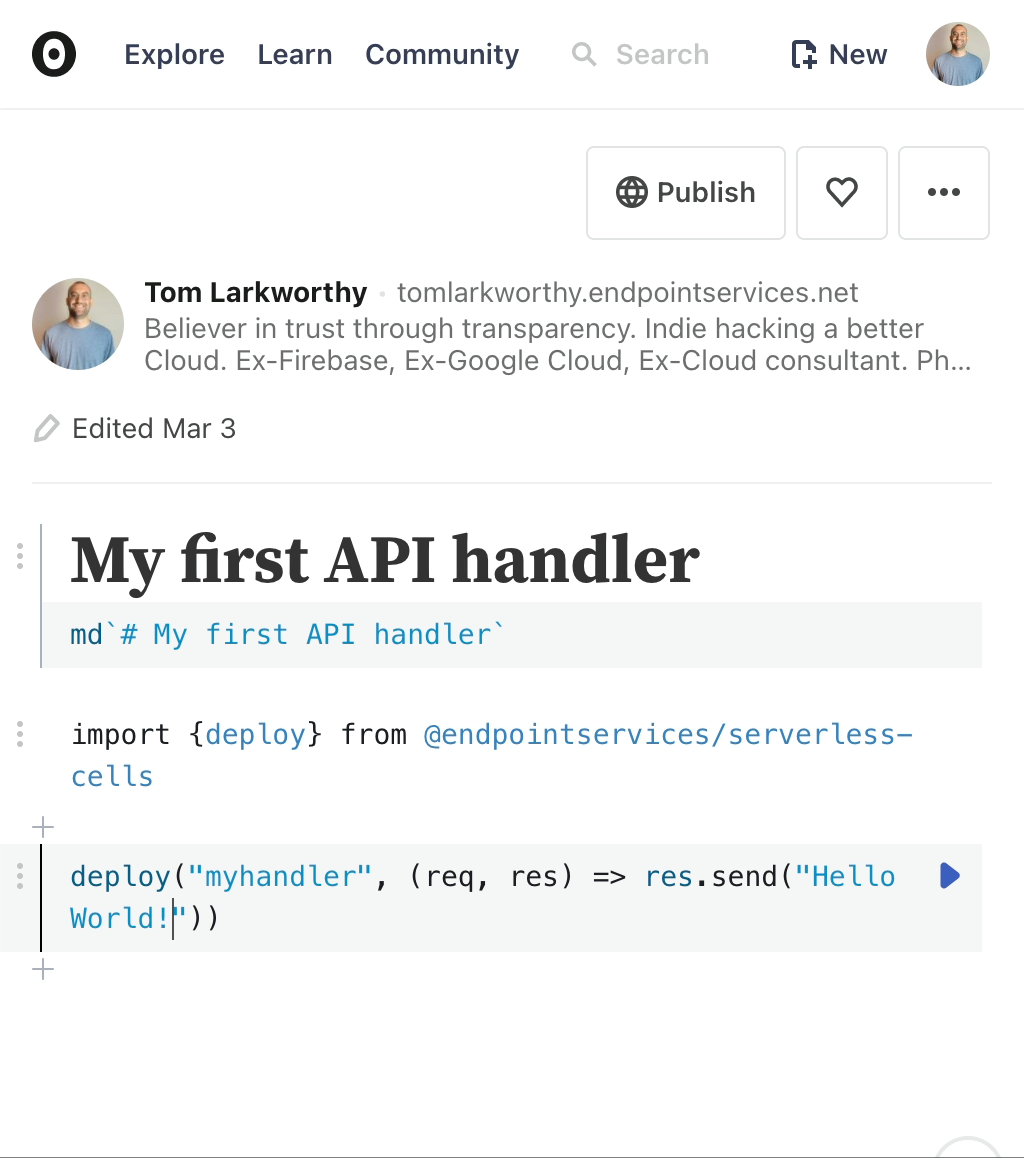 Explore Learn Community Search New
Publish
Tom Larkworthy • tomlarkworthy.endpointservices.net
Believer in trust through transparency. Indie hacking a better
Cloud. Ex-Firebase, Ex-Google Cloud, Ex-Cloud consultant. Ph...
Edited Mar 3
My first API handler
md`# My first API handler`
import {deploy} from @endpointservices/serverless-
cells
deploy("myhandler", (req, res) => res.send("Hello
World!"))